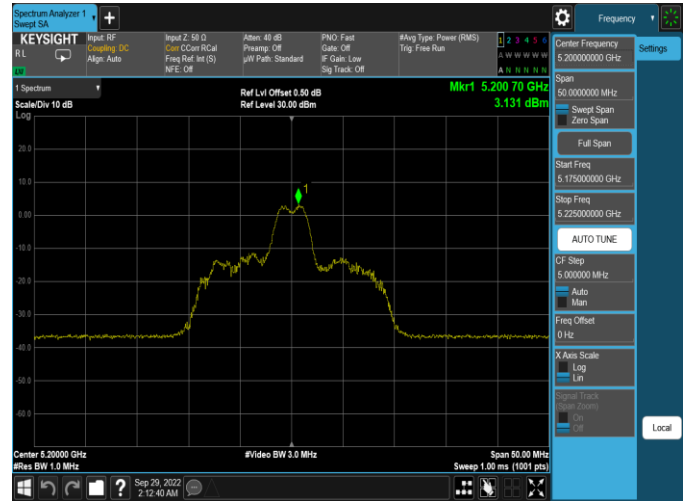 Spectrum Analyzer 1
Swept SA
Frequency
KEYSIGHT
RL
LV
Input: RF
Coupling: DC
Align: Auto
Input Z: 50 Ω
Corr CCorr RCal
Freq Ref: Int (S)
NFE: Off
Atten: 40 dB
Preamp: Off
µW Path: Standard
PNO: Fast
Gate: Off
IF Gain: Low
Sig Track: Off
#Avg Type: Power (RMS)
Trig: Free Run
1 2 3 4 5 6
A W W W W W
A N N N N N
1 Spectrum
Scale/Div 10 dB
Log
Ref Lvl Offset 0.50 dB
Ref Level 30.00 dBm
Mkr1 5.200 70 GHz
3.131 dBm
20.0
10.0
0.00
-10.0
-20.0
-30.0
-40.0
-50.0
-60.0
1
Center 5.20000 GHz
#Res BW 1.0 MHz
#Video BW 3.0 MHz
Span 50.00 MHz
Sweep 1.00 ms (1001 pts)
Center Frequency
5.200000000 GHz
Settings
Span
50.0000000 MHz
Swept Span
Zero Span
Full Span
Start Freq
5.175000000 GHz
Stop Freq
5.225000000 GHz
AUTO TUNE
CF Step
5.000000 MHz
Auto
Man
Freq Offset
0 Hz
X Axis Scale
Log
Lin
Signal Track
(Span Zoom)
On
Off
Local
?
Sep 29, 2022
2:12:40 AM